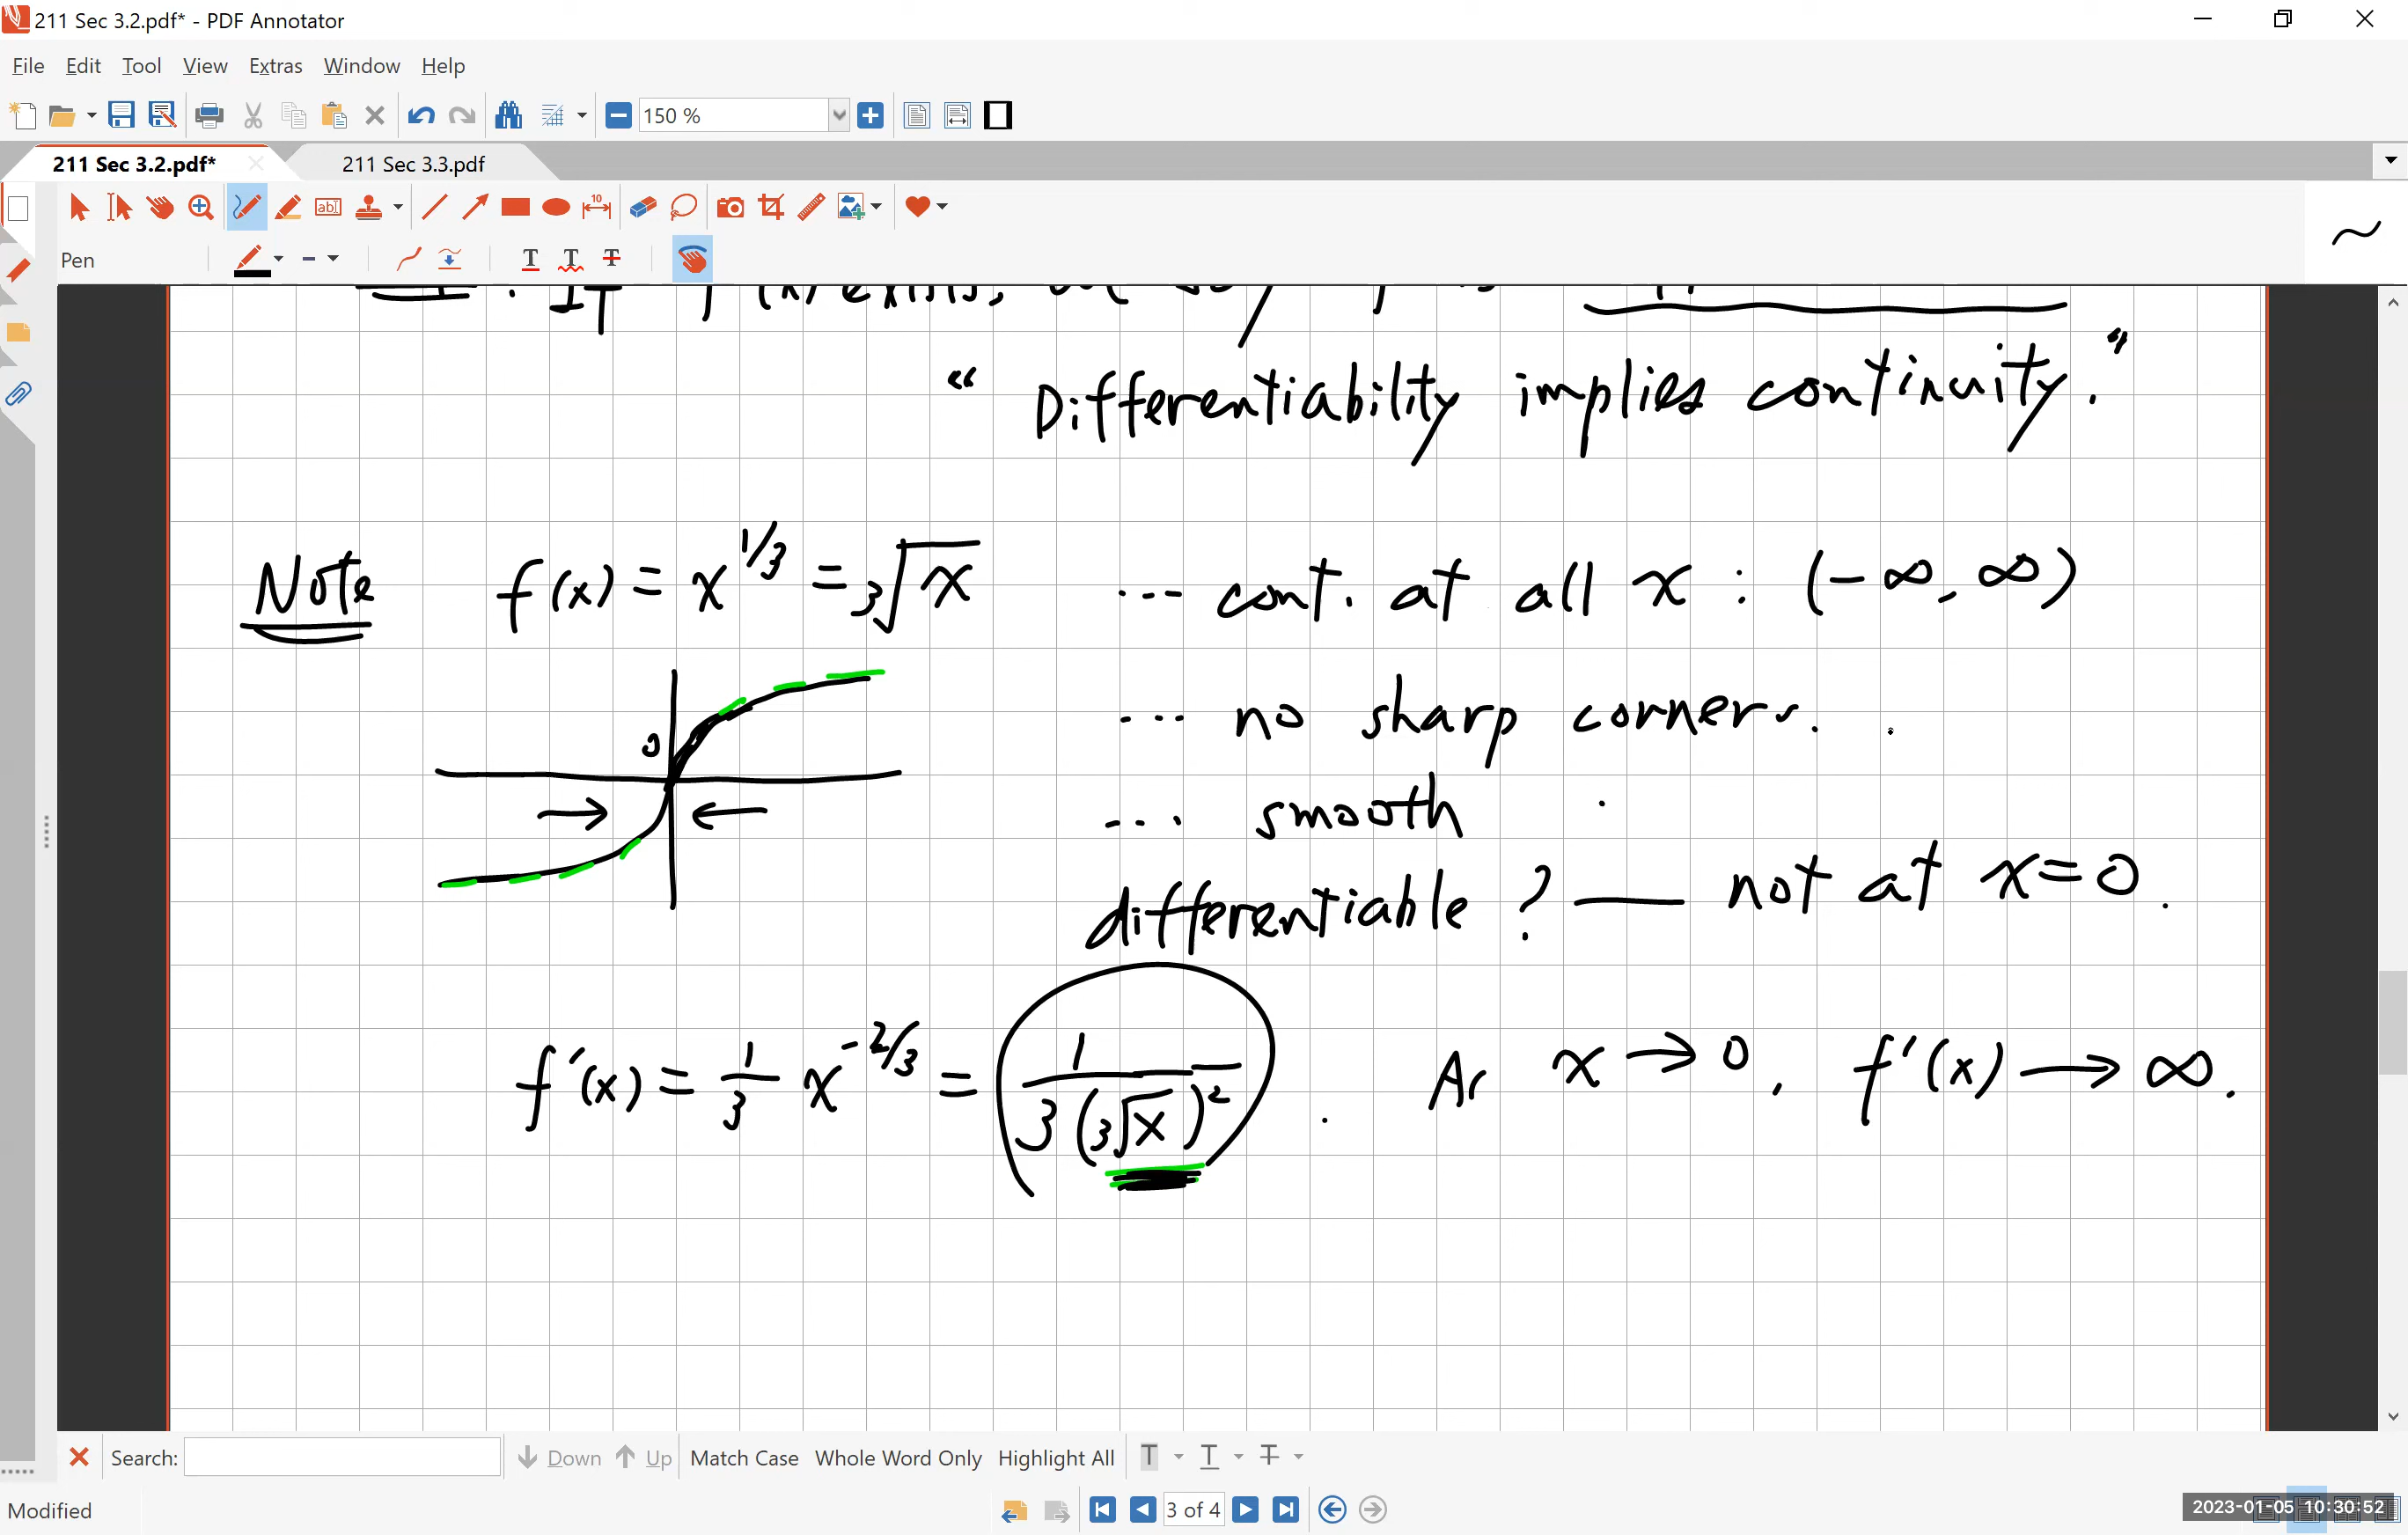 211 Sec 3.2.pdf* - PDF Annotator
File Edit Tool View Extras Window Help
150 %
211 Sec 3.2.pdf* 211 Sec 3.3.pdf
Pen
“ Differentiability implies continuity. ”
Note f(x) = x^{1/3} = ∛x ... cont. at all x : (-∞, ∞)
... no sharp corners.
0
... smooth
differentiable ? — not at x=0.
f'(x) = 1/3 x^{-2/3} = 1/(3(∛x)²) . As x → 0, f'(x) → ∞.
Search: Down Up Match Case Whole Word Only Highlight All
Modified 3 of 4 2023-01-05 10:30:52